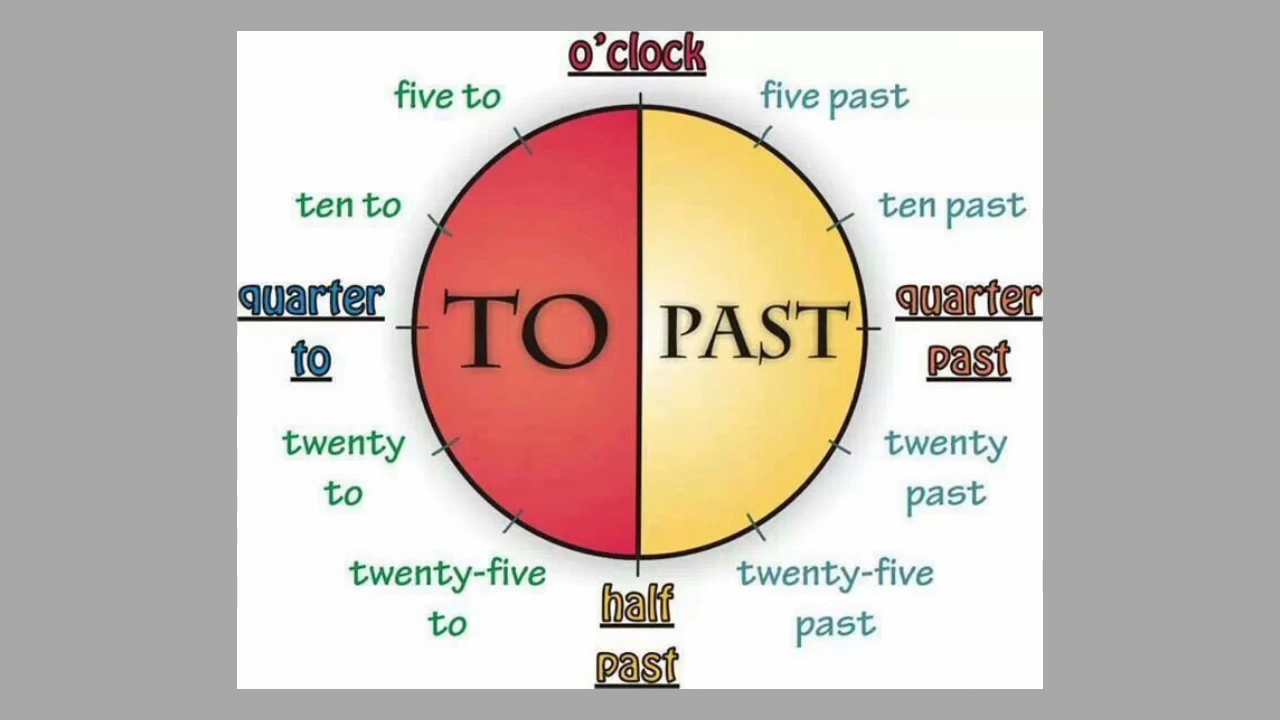 o'clock
five to
five past
ten to
ten past
quarter
to
TO
PAST
quarter
past
twenty
to
twenty
past
twenty-five
to
half
past
twenty-five
past